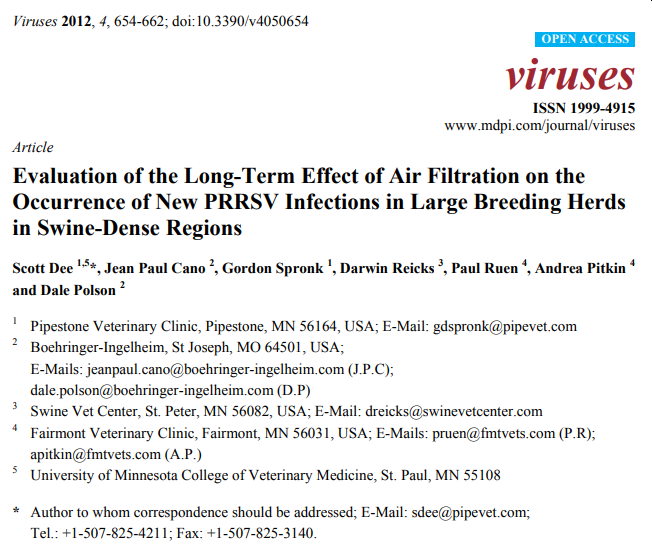 Viruses 2012, 4, 654-662; doi:10.3390/v4050654
OPEN ACCESS
viruses
ISSN 1999-4915
www.mdpi.com/journal/viruses
Article
Evaluation of the Long-Term Effect of Air Filtration on the
Occurrence of New PRRSV Infections in Large Breeding Herds
in Swine-Dense Regions
Scott Dee 1,5*, Jean Paul Cano 2, Gordon Spronk 1, Darwin Reicks 3, Paul Ruen 4, Andrea Pitkin 4
and Dale Polson 2
1 Pipestone Veterinary Clinic, Pipestone, MN 56164, USA; E-Mail: gdspronk@pipevet.com
2 Boehringer-Ingelheim, St Joseph, MO 64501, USA;
E-Mails: jeanpaul.cano@boehringer-ingelheim.com (J.P.C);
dale.polson@boehringer-ingelheim.com (D.P)
3 Swine Vet Center, St. Peter, MN 56082, USA; E-Mail: dreicks@swinevetcenter.com
4 Fairmont Veterinary Clinic, Fairmont, MN 56031, USA; E-Mails: pruen@fmtvets.com (P.R);
apitkin@fmtvets.com (A.P.)
5 University of Minnesota College of Veterinary Medicine, St. Paul, MN 55108
* Author to whom correspondence should be addressed; E-Mail: sdee@pipevet.com;
Tel.: +1-507-825-4211; Fax: +1-507-825-3140.